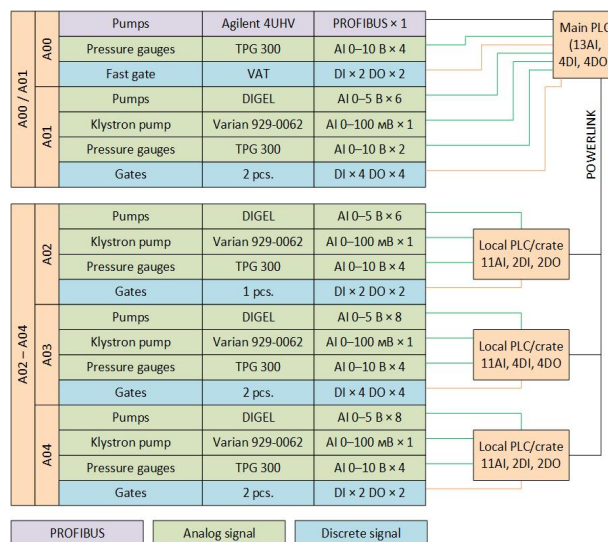 A00 / A01
A00
Pumps Agilent 4UHV PROFIBUS × 1
Pressure gauges TPG 300 AI 0–10 В × 4
Fast gate VAT DI × 2 DO × 2
A01
Pumps DIGEL AI 0–5 В × 6
Klystron pump Varian 929-0062 AI 0–100 мВ × 1
Pressure gauges TPG 300 AI 0–10 В × 2
Gates 2 pcs. DI × 4 DO × 4
Main PLC
(13AI,
4DI, 4DO)
POWERLINK
A02 – A04
A02
Pumps DIGEL AI 0–5 В × 6
Klystron pump Varian 929-0062 AI 0–100 мВ × 1
Pressure gauges TPG 300 AI 0–10 В × 4
Gates 1 pcs. DI × 2 DO × 2
Local PLC/crate
11AI, 2DI, 2DO
A03
Pumps DIGEL AI 0–5 В × 8
Klystron pump Varian 929-0062 AI 0–100 мВ × 1
Pressure gauges TPG 300 AI 0–10 В × 4
Gates 2 pcs. DI × 4 DO × 4
Local PLC/crate
11AI, 4DI, 4DO
A04
Pumps DIGEL AI 0–5 В × 8
Klystron pump Varian 929-0062 AI 0–100 мВ × 1
Pressure gauges TPG 300 AI 0–10 В × 4
Gates 2 pcs. DI × 2 DO × 2
Local PLC/crate
11AI, 2DI, 2DO
PROFIBUS
Analog signal
Discrete signal